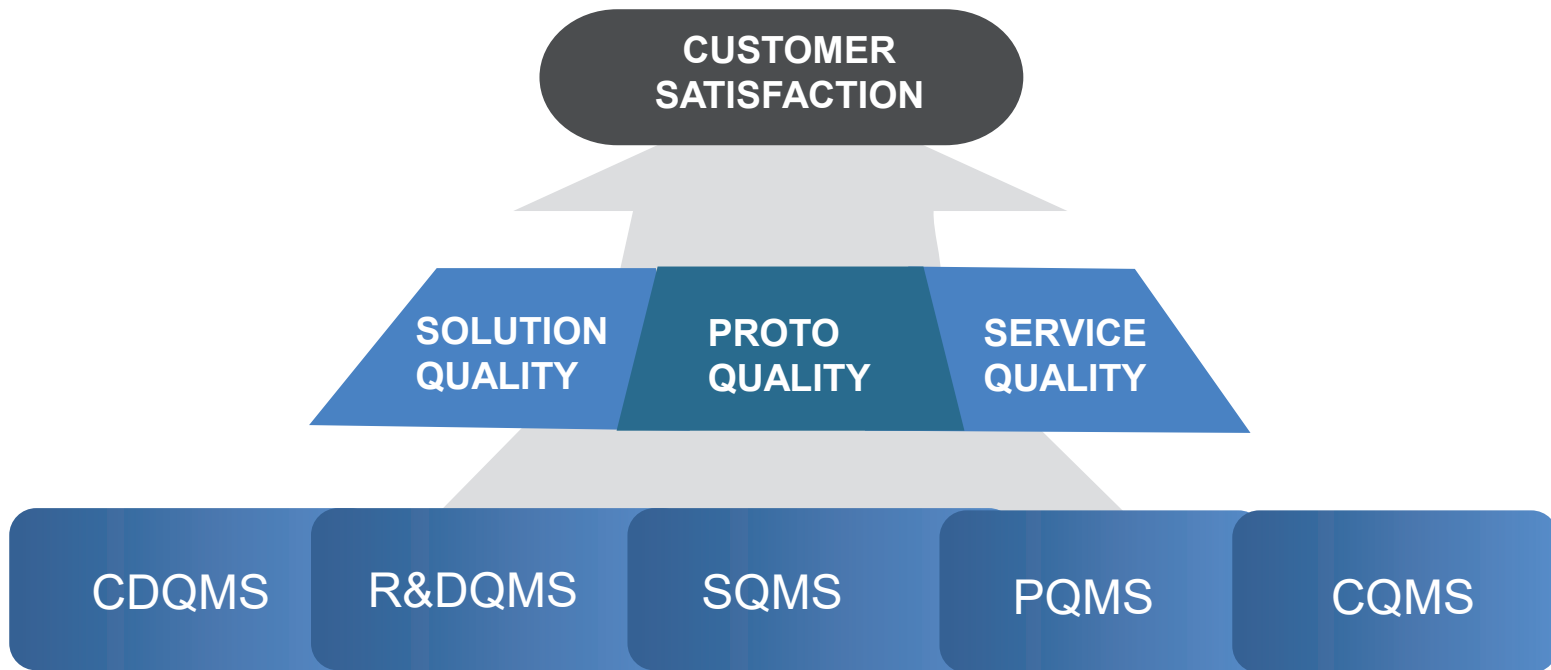 CUSTOMER
SATISFACTION
SOLUTION
QUALITY
PROTO
QUALITY
SERVICE
QUALITY
CDQMS
R&DQMS
SQMS
PQMS
CQMS